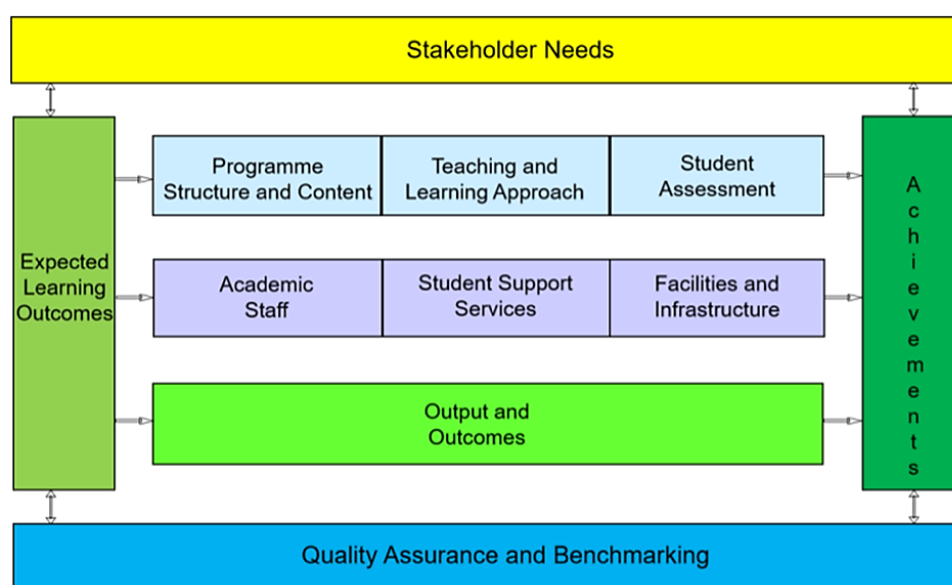 Stakeholder Needs
Programme
Structure and Content
Teaching and
Learning Approach
Student
Assessment
Expected
Learning
Outcomes
Academic
Staff
Student Support
Services
Facilities and
Infrastructure
Output and
Outcomes
Achievements
Quality Assurance and Benchmarking